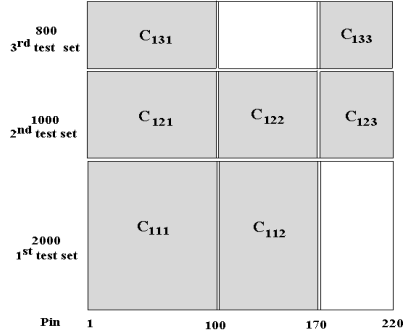 800
3rd test set
C131
C133
1000
2nd test set
C121
C122
C123
2000
1st test set
C111
C112
Pin 1 100 170 220